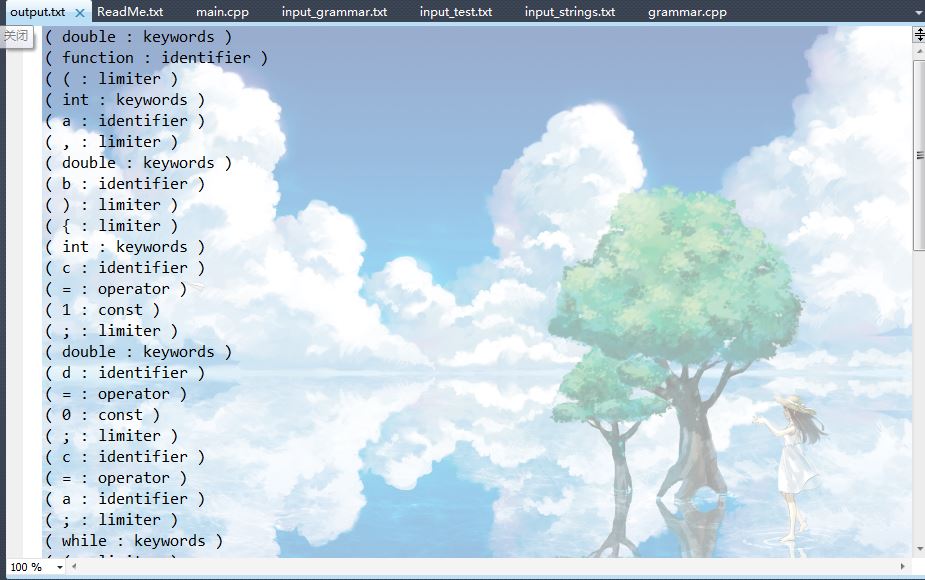 output.txt ReadMe.txt main.cpp input_grammar.txt input_test.txt input_strings.txt grammar.cpp
关闭
( double : keywords )
( function : identifier )
( ( : limiter )
( int : keywords )
( a : identifier )
( , : limiter )
( double : keywords )
( b : identifier )
( ) : limiter )
( { : limiter )
( int : keywords )
( c : identifier )
( = : operator )
( 1 : const )
( ; : limiter )
( double : keywords )
( d : identifier )
( = : operator )
( 0 : const )
( ; : limiter )
( c : identifier )
( = : operator )
( a : identifier )
( ; : limiter )
( while : keywords )
100 %